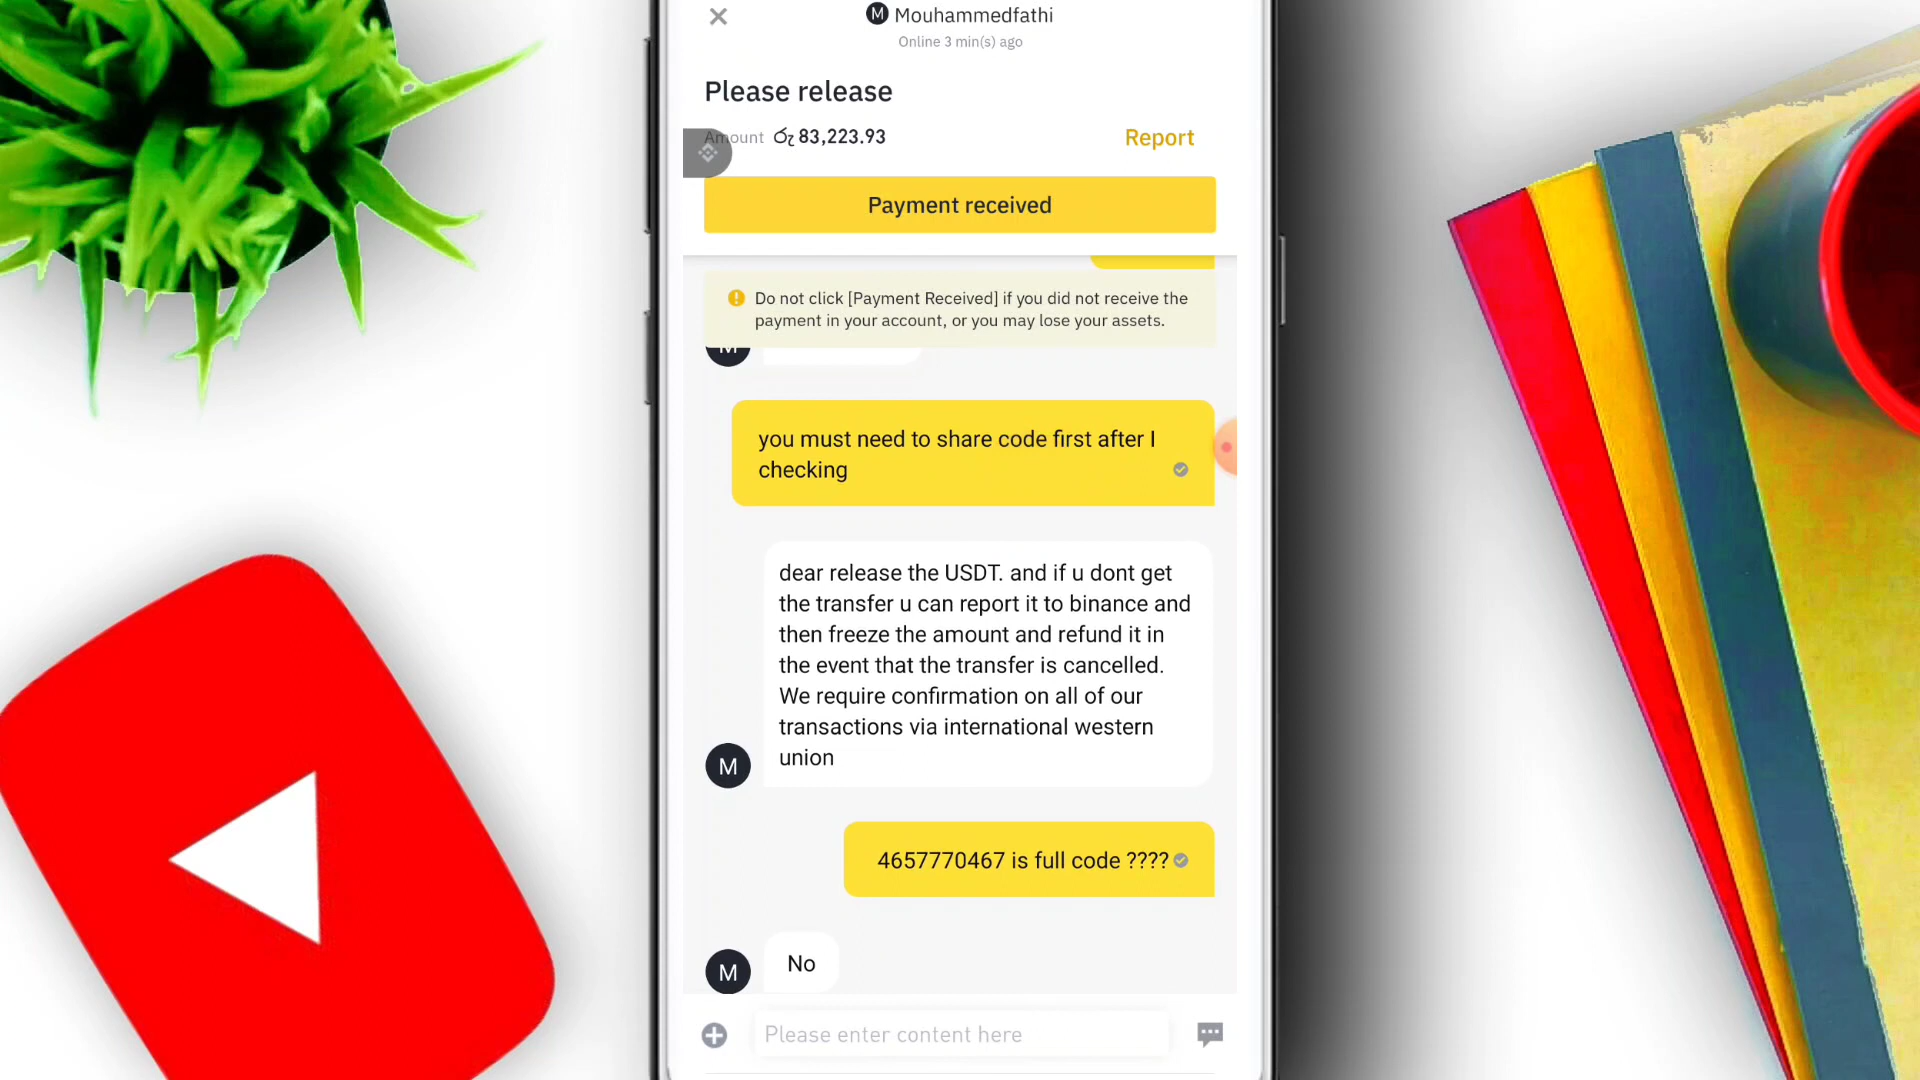 M Mouhammedfathi
Online 3 min(s) ago
Please release
Amount රු 83,223.93
Report
Payment received
Do not click [Payment Received] if you did not receive the
payment in your account, or you may lose your assets.
M
you must need to share code first after I
checking
dear release the USDT. and if u dont get
the transfer u can report it to binance and
then freeze the amount and refund it in
the event that the transfer is cancelled.
We require confirmation on all of our
transactions via international western
union
M
4657770467 is full code ????
M
No
Please enter content here